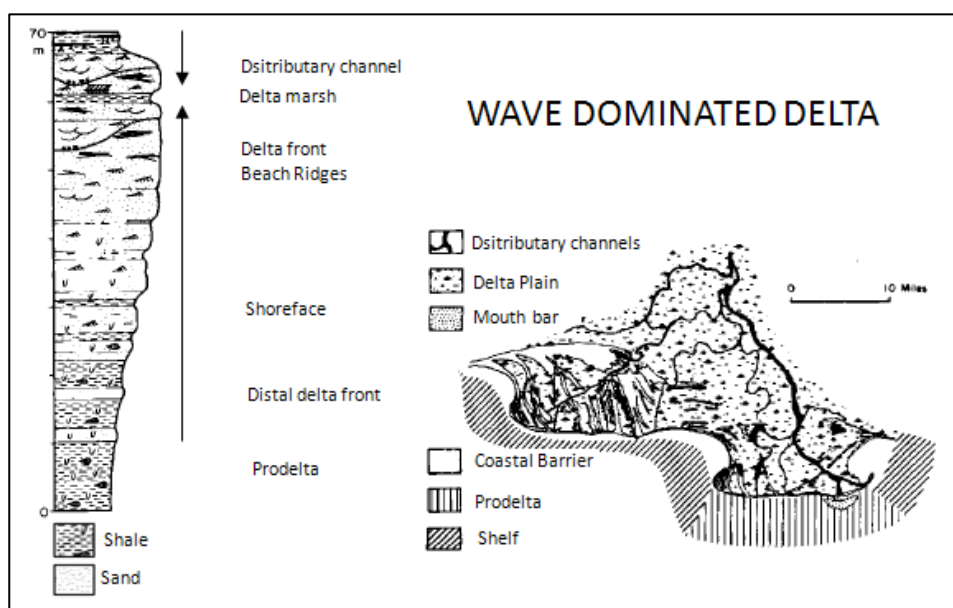 70
m
Dsitributary channel
Delta marsh
WAVE DOMINATED DELTA
Delta front
Beach Ridges
Dsitributary channels
Delta Plain
0 10 Miles
Mouth bar
Shoreface
Distal delta front
Coastal Barrier
Prodelta
Prodelta
0
Shelf
Shale
Sand